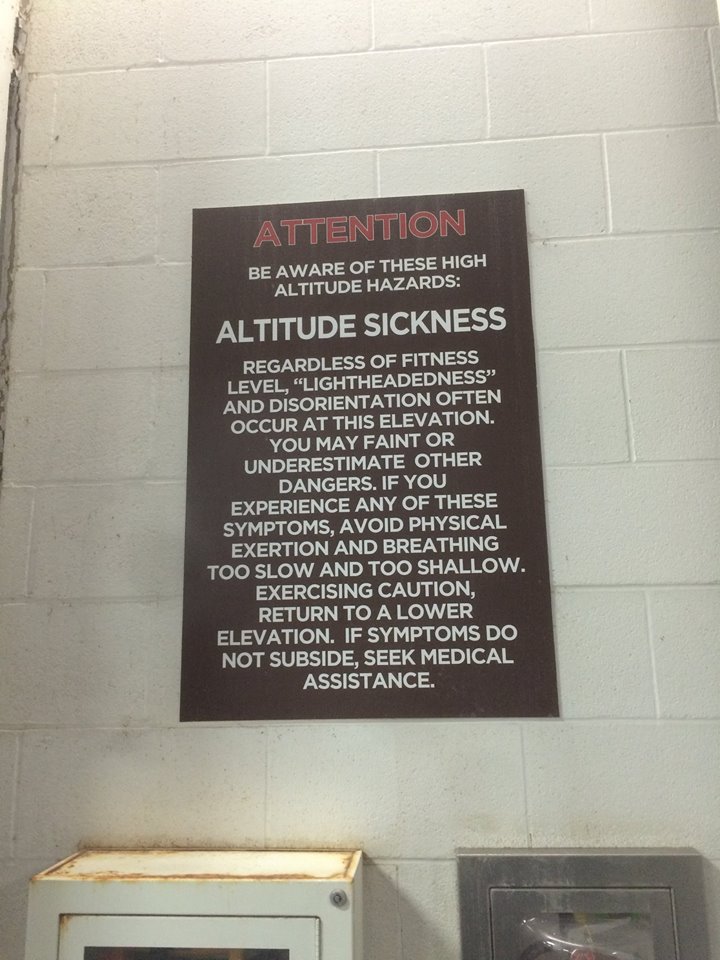 ATTENTION
BE AWARE OF THESE HIGH
ALTITUDE HAZARDS:
ALTITUDE SICKNESS
REGARDLESS OF FITNESS
LEVEL, “LIGHTHEADEDNESS”
AND DISORIENTATION OFTEN
OCCUR AT THIS ELEVATION.
YOU MAY FAINT OR
UNDERESTIMATE OTHER
DANGERS. IF YOU
EXPERIENCE ANY OF THESE
SYMPTOMS, AVOID PHYSICAL
EXERTION AND BREATHING
TOO SLOW AND TOO SHALLOW.
EXERCISING CAUTION,
RETURN TO A LOWER
ELEVATION. IF SYMPTOMS DO
NOT SUBSIDE, SEEK MEDICAL
ASSISTANCE.